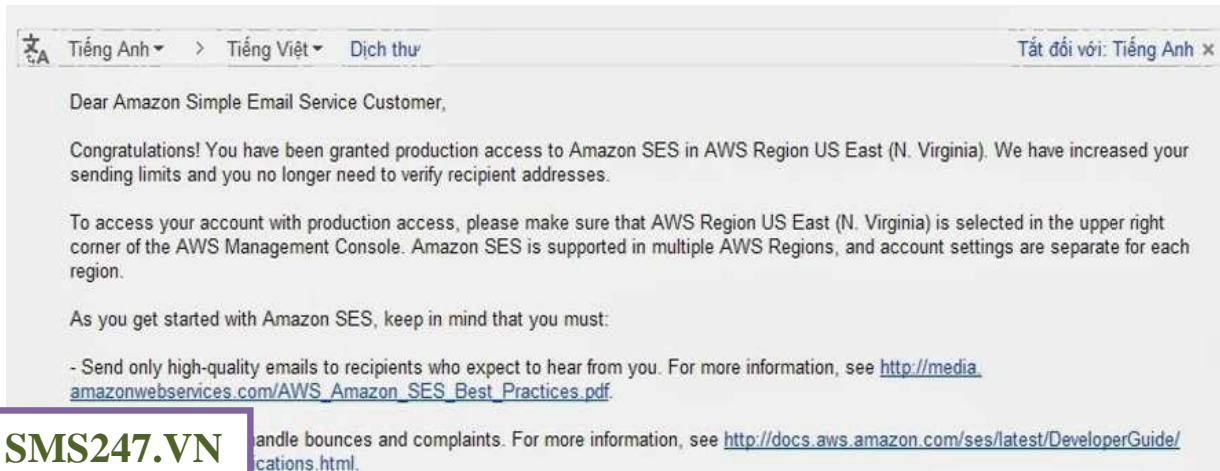 Tiếng Anh > Tiếng Việt Dịch thư Tắt đối với: Tiếng Anh ×
Dear Amazon Simple Email Service Customer,
Congratulations! You have been granted production access to Amazon SES in AWS Region US East (N. Virginia). We have increased your
sending limits and you no longer need to verify recipient addresses.
To access your account with production access, please make sure that AWS Region US East (N. Virginia) is selected in the upper right
corner of the AWS Management Console. Amazon SES is supported in multiple AWS Regions, and account settings are separate for each
region.
As you get started with Amazon SES, keep in mind that you must:
- Send only high-quality emails to recipients who expect to hear from you. For more information, see http://media.
amazonwebservices.com/AWS_Amazon_SES_Best_Practices.pdf.
bounces and complaints. For more information, see http://docs.aws.amazon.com/ses/latest/DeveloperGuide/
SMS247.VN